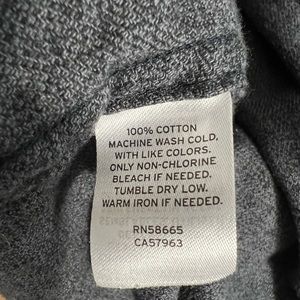 100% COTTON
MACHINE WASH COLD,
WITH LIKE COLORS.
ONLY NON-CHLORINE
BLEACH IF NEEDED.
TUMBLE DRY LOW.
WARM IRON IF NEEDED.
RN58665
CA57963